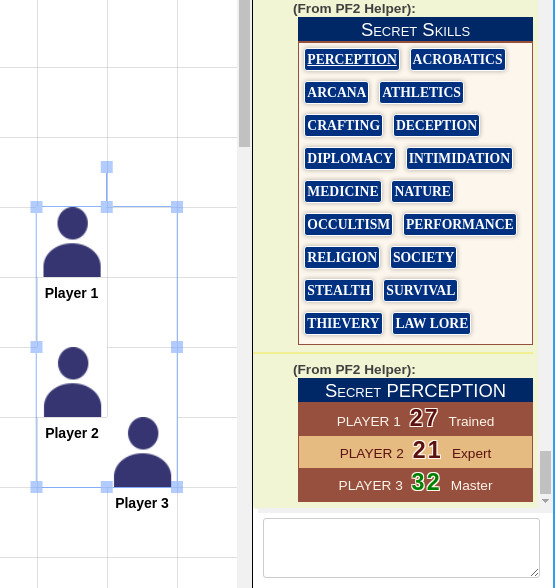 Player 1
Player 2
Player 3
(From PF2 Helper):
Secret Skills
PERCEPTION ACROBATICS
ARCANA ATHLETICS
CRAFTING DECEPTION
DIPLOMACY INTIMIDATION
MEDICINE NATURE
OCCULTISM PERFORMANCE
RELIGION SOCIETY
STEALTH SURVIVAL
THIEVERY LAW LORE
(From PF2 Helper):
Secret PERCEPTION
PLAYER 1 27 Trained
PLAYER 2 21 Expert
PLAYER 3 32 Master